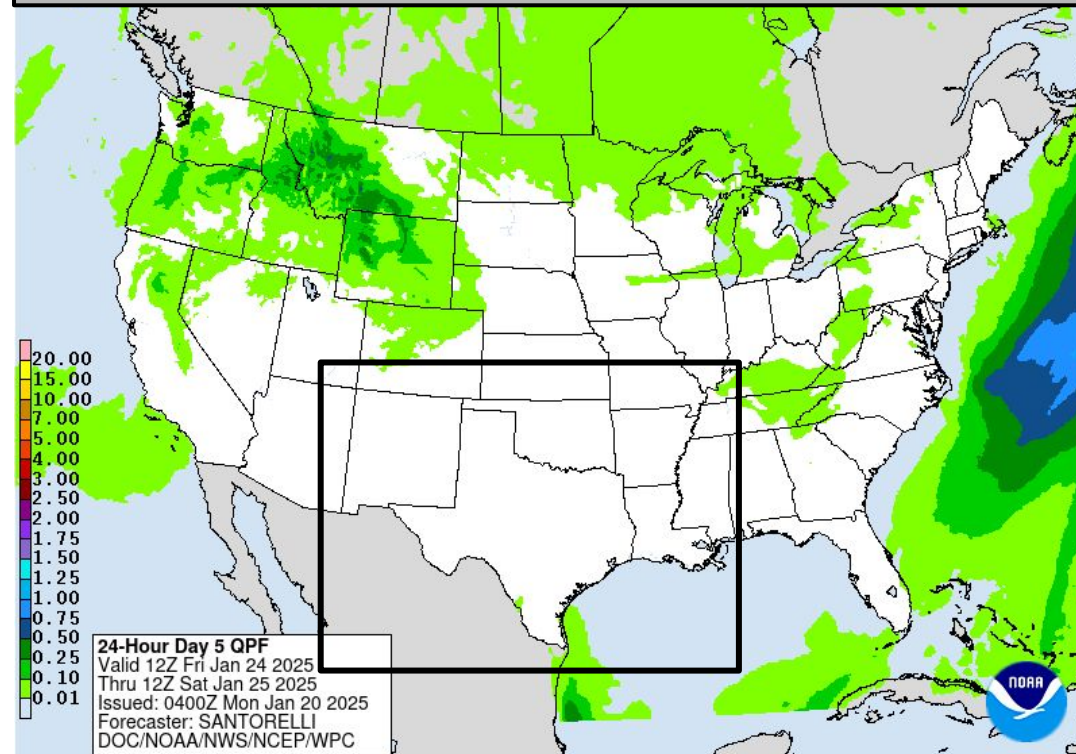 20.00
15.00
10.00
7.00
5.00
4.00
3.00
2.50
2.00
1.75
1.50
1.25
1.00
0.75
0.50
0.25
0.10
0.01
24-Hour Day 5 QPF
Valid 12Z Fri Jan 24 2025
Thru 12Z Sat Jan 25 2025
Issued: 0400Z Mon Jan 20 2025
Forecaster: SANTORELLI
DOC/NOAA/NWS/NCEP/WPC
NOAA